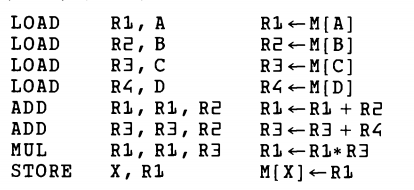 LOAD R1, A R1 ← M[A]
LOAD R2, B R2 ← M[B]
LOAD R3, C R3 ← M[C]
LOAD R4, D R4 ← M[D]
ADD R1, R1, R2 R1 ← R1 + R2
ADD R3, R3, R2 R3 ← R3 + R4
MUL R1, R1, R3 R1 ← R1 * R3
STORE X, R1 M[X] ← R1